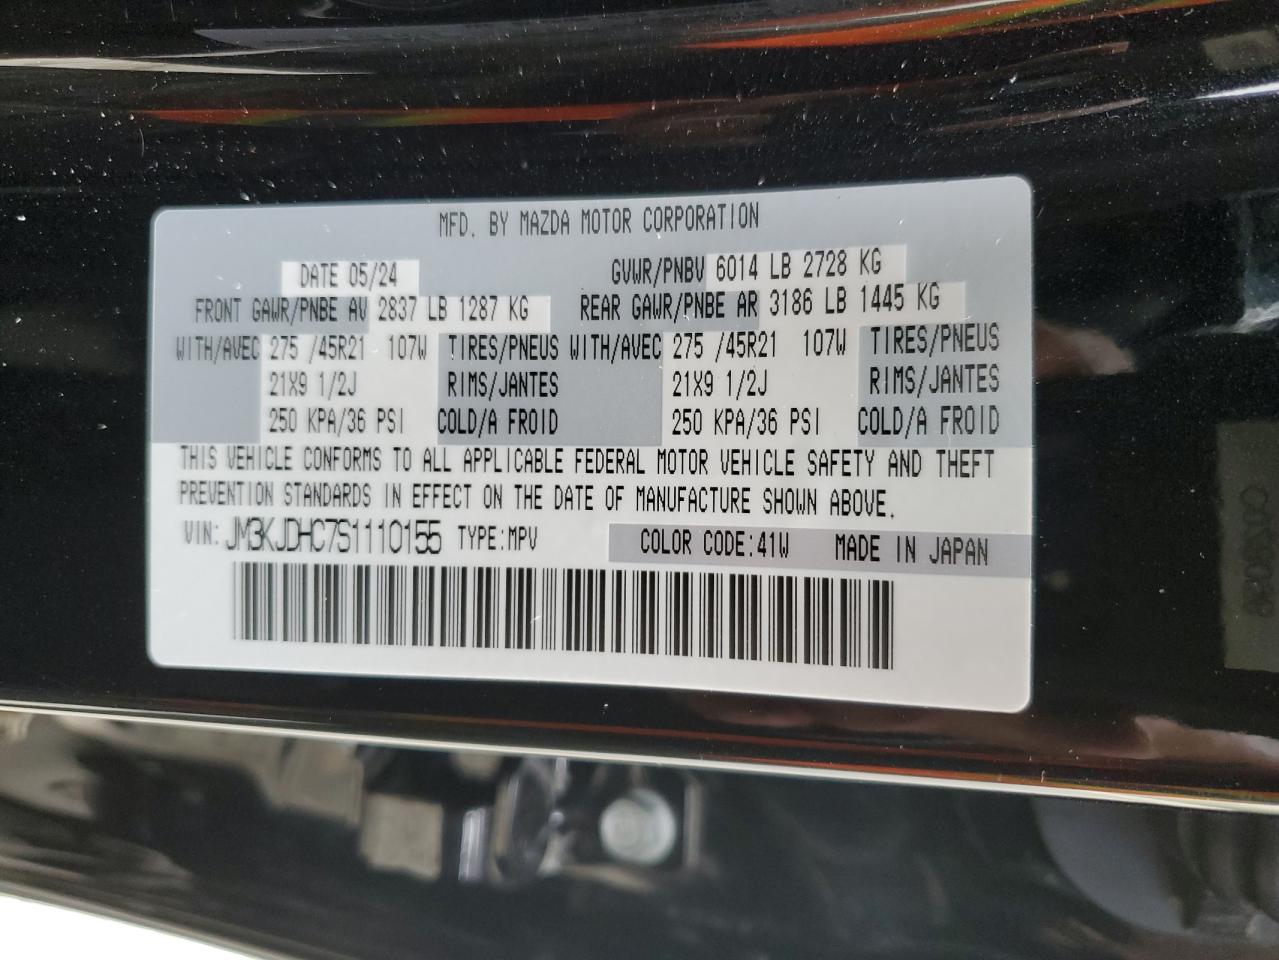 MFD. BY MAZDA MOTOR CORPORATION
DATE 05/24 GVWR/PNBV 6014 LB 2728 KG
FRONT GAWR/PNBE AV 2837 LB 1287 KG REAR GAWR/PNBE AR 3186 LB 1445 KG
WITH/AVEC 275 /45R21 107W TIRES/PNEUS WITH/AVEC 275 /45R21 107W TIRES/PNEUS
21X9 1/2J RIMS/JANTES 21X9 1/2J RIMS/JANTES
250 KPA/36 PSI COLD/A FROID 250 KPA/36 PSI COLD/A FROID
THIS VEHICLE CONFORMS TO ALL APPLICABLE FEDERAL MOTOR VEHICLE SAFETY AND THEFT
PREVENTION STANDARDS IN EFFECT ON THE DATE OF MANUFACTURE SHOWN ABOVE.
VIN: JM3KJDHC7S1110155 TYPE:MPV COLOR CODE:41W MADE IN JAPAN